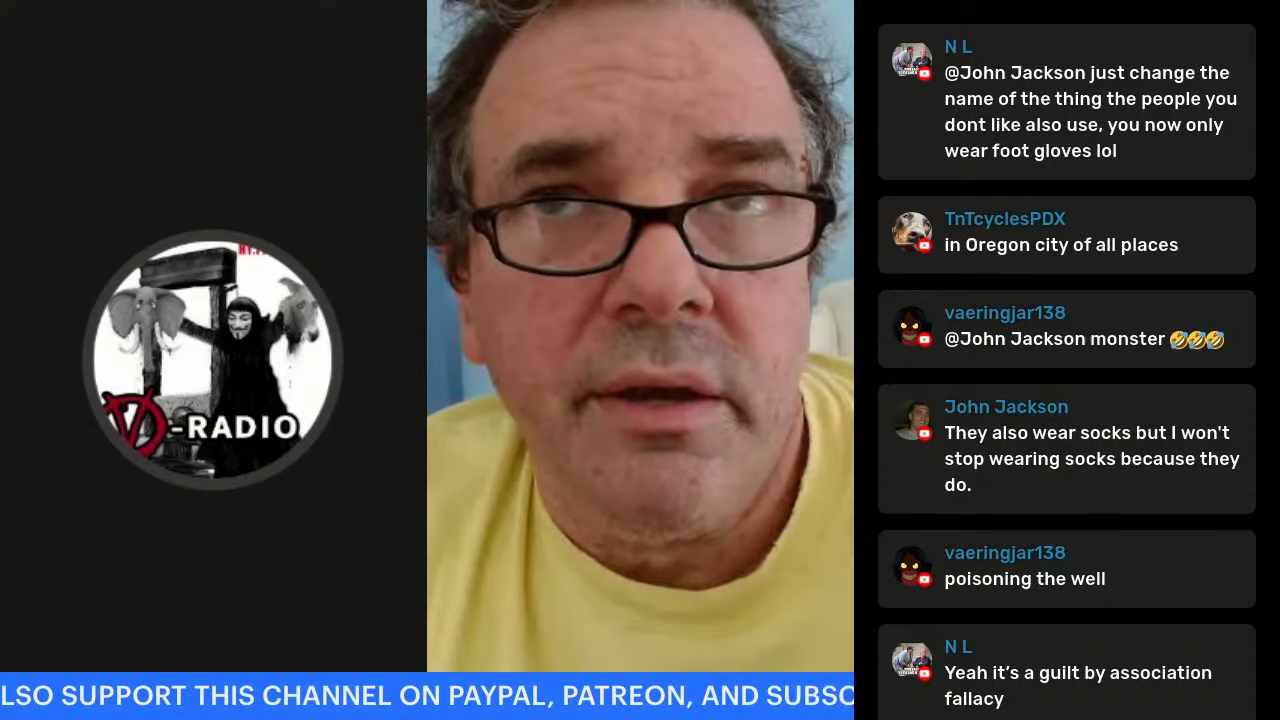 V-RADIO
LSO SUPPORT THIS CHANNEL ON PAYPAL, PATREON, AND SUBSC
N L
@John Jackson just change the
name of the thing the people you
dont like also use, you now only
wear foot gloves lol
TnTcyclesPDX
in Oregon city of all places
vaeringjar138
@John Jackson monster 🤣🤣🤣
John Jackson
They also wear socks but I won't
stop wearing socks because they
do.
vaeringjar138
poisoning the well
N L
Yeah it’s a guilt by association
fallacy